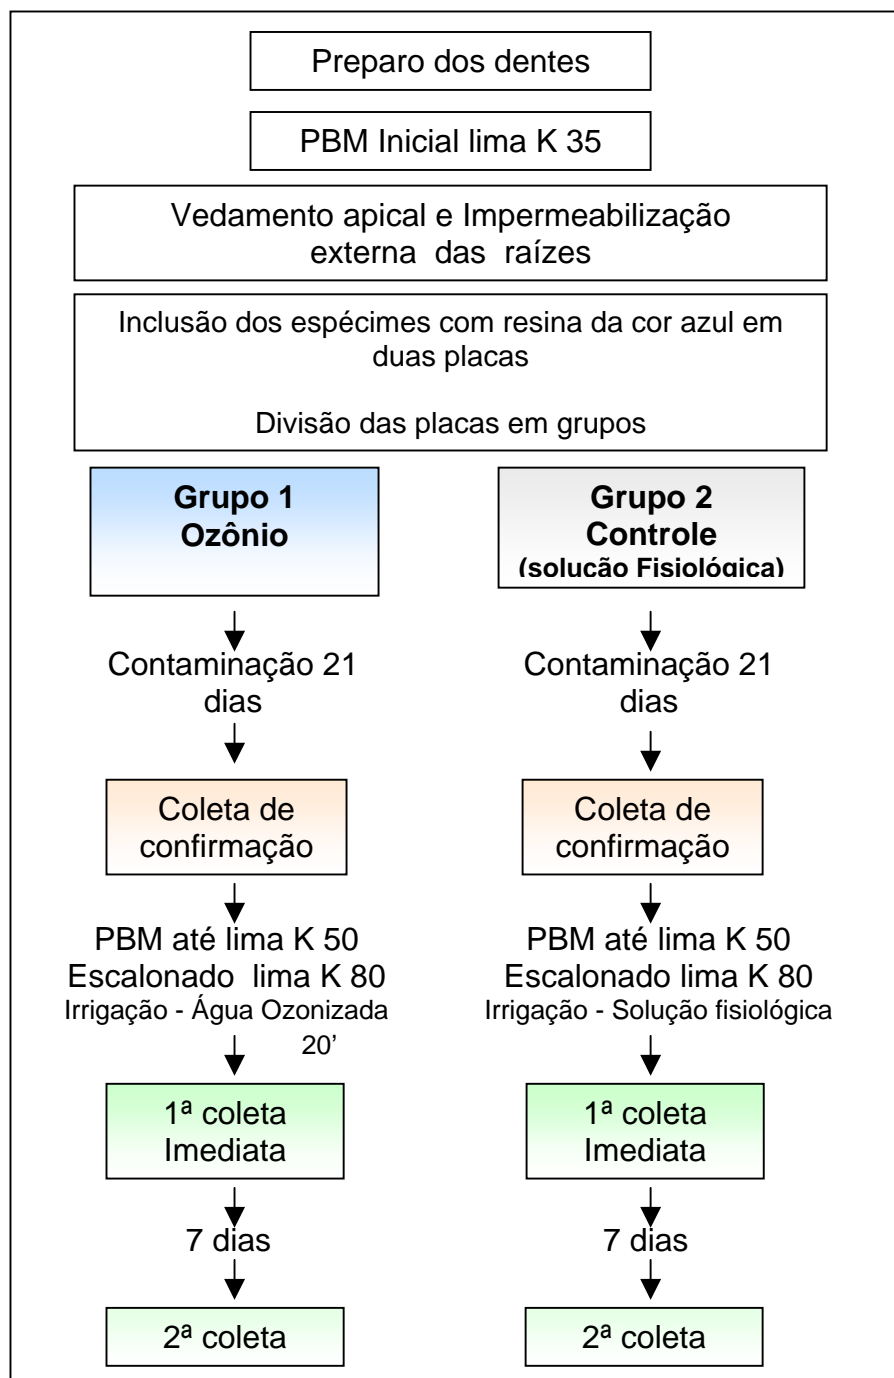 Preparo dos dentes
PBM Inicial lima K 35
Vedamento apical e Impermeabilização
externa das raízes
Inclusão dos espécimes com resina da cor azul em
duas placas
Divisão das placas em grupos
Grupo 1
Ozônio
Contaminação 21
dias
Coleta de
confirmação
PBM até lima K 50
Escalonado lima K 80
Irrigação - Água Ozonizada
20’
1ª coleta
Imediata
7 dias
2ª coleta
Grupo 2
Controle
(solução Fisiológica)
Contaminação 21
dias
Coleta de
confirmação
PBM até lima K 50
Escalonado lima K 80
Irrigação - Solução fisiológica
1ª coleta
Imediata
7 dias
2ª coleta